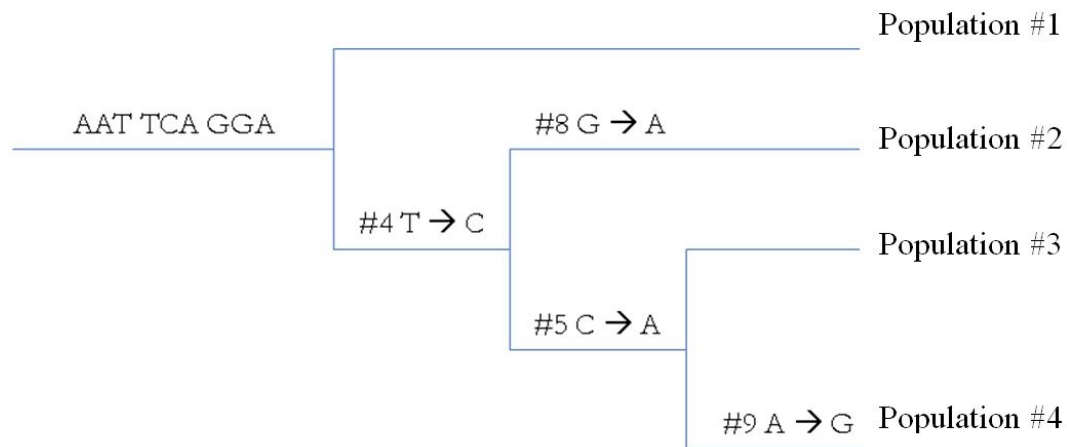 Population #1
AAT TCA GGA
#8 G → A
Population #2
#4 T → C
Population #3
#5 C → A
#9 A → G
Population #4